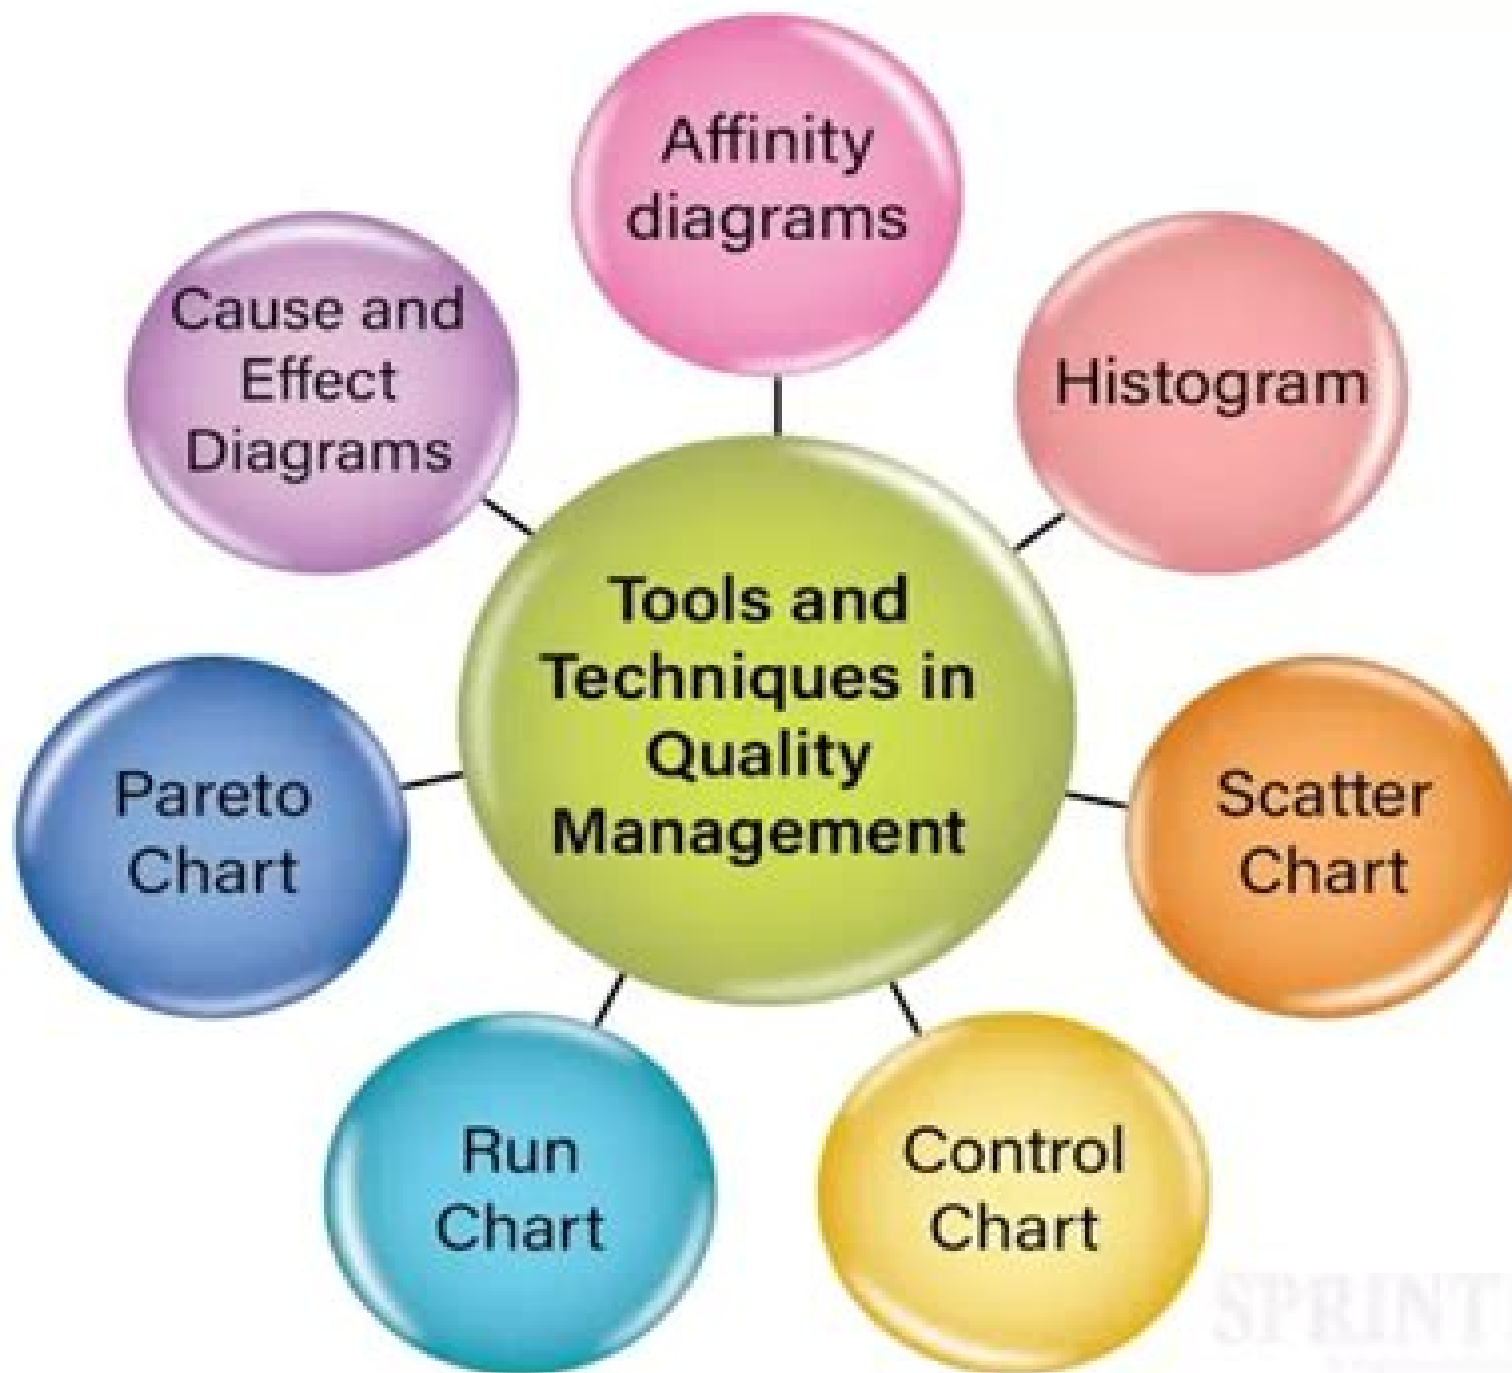 Affinity
diagrams
Cause and
Effect
Diagrams
Histogram
Tools and
Techniques in
Quality
Management
Pareto
Chart
Scatter
Chart
Run
Chart
Control
Chart
SPRINT